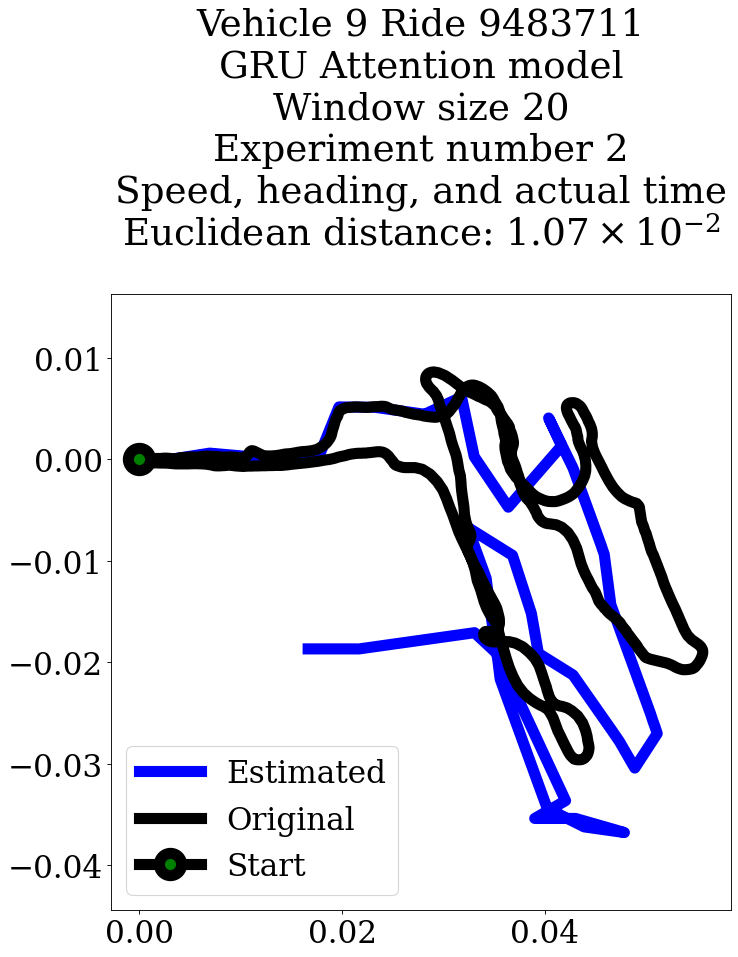 Vehicle 9 Ride 9483711
GRU Attention model
Window size 20
Experiment number 2
Speed, heading, and actual time
Euclidean distance: 1.07 × 10⁻²
0.01
0.00
−0.01
−0.02
−0.03
−0.04
Estimated
Original
Start
0.00 0.02 0.04